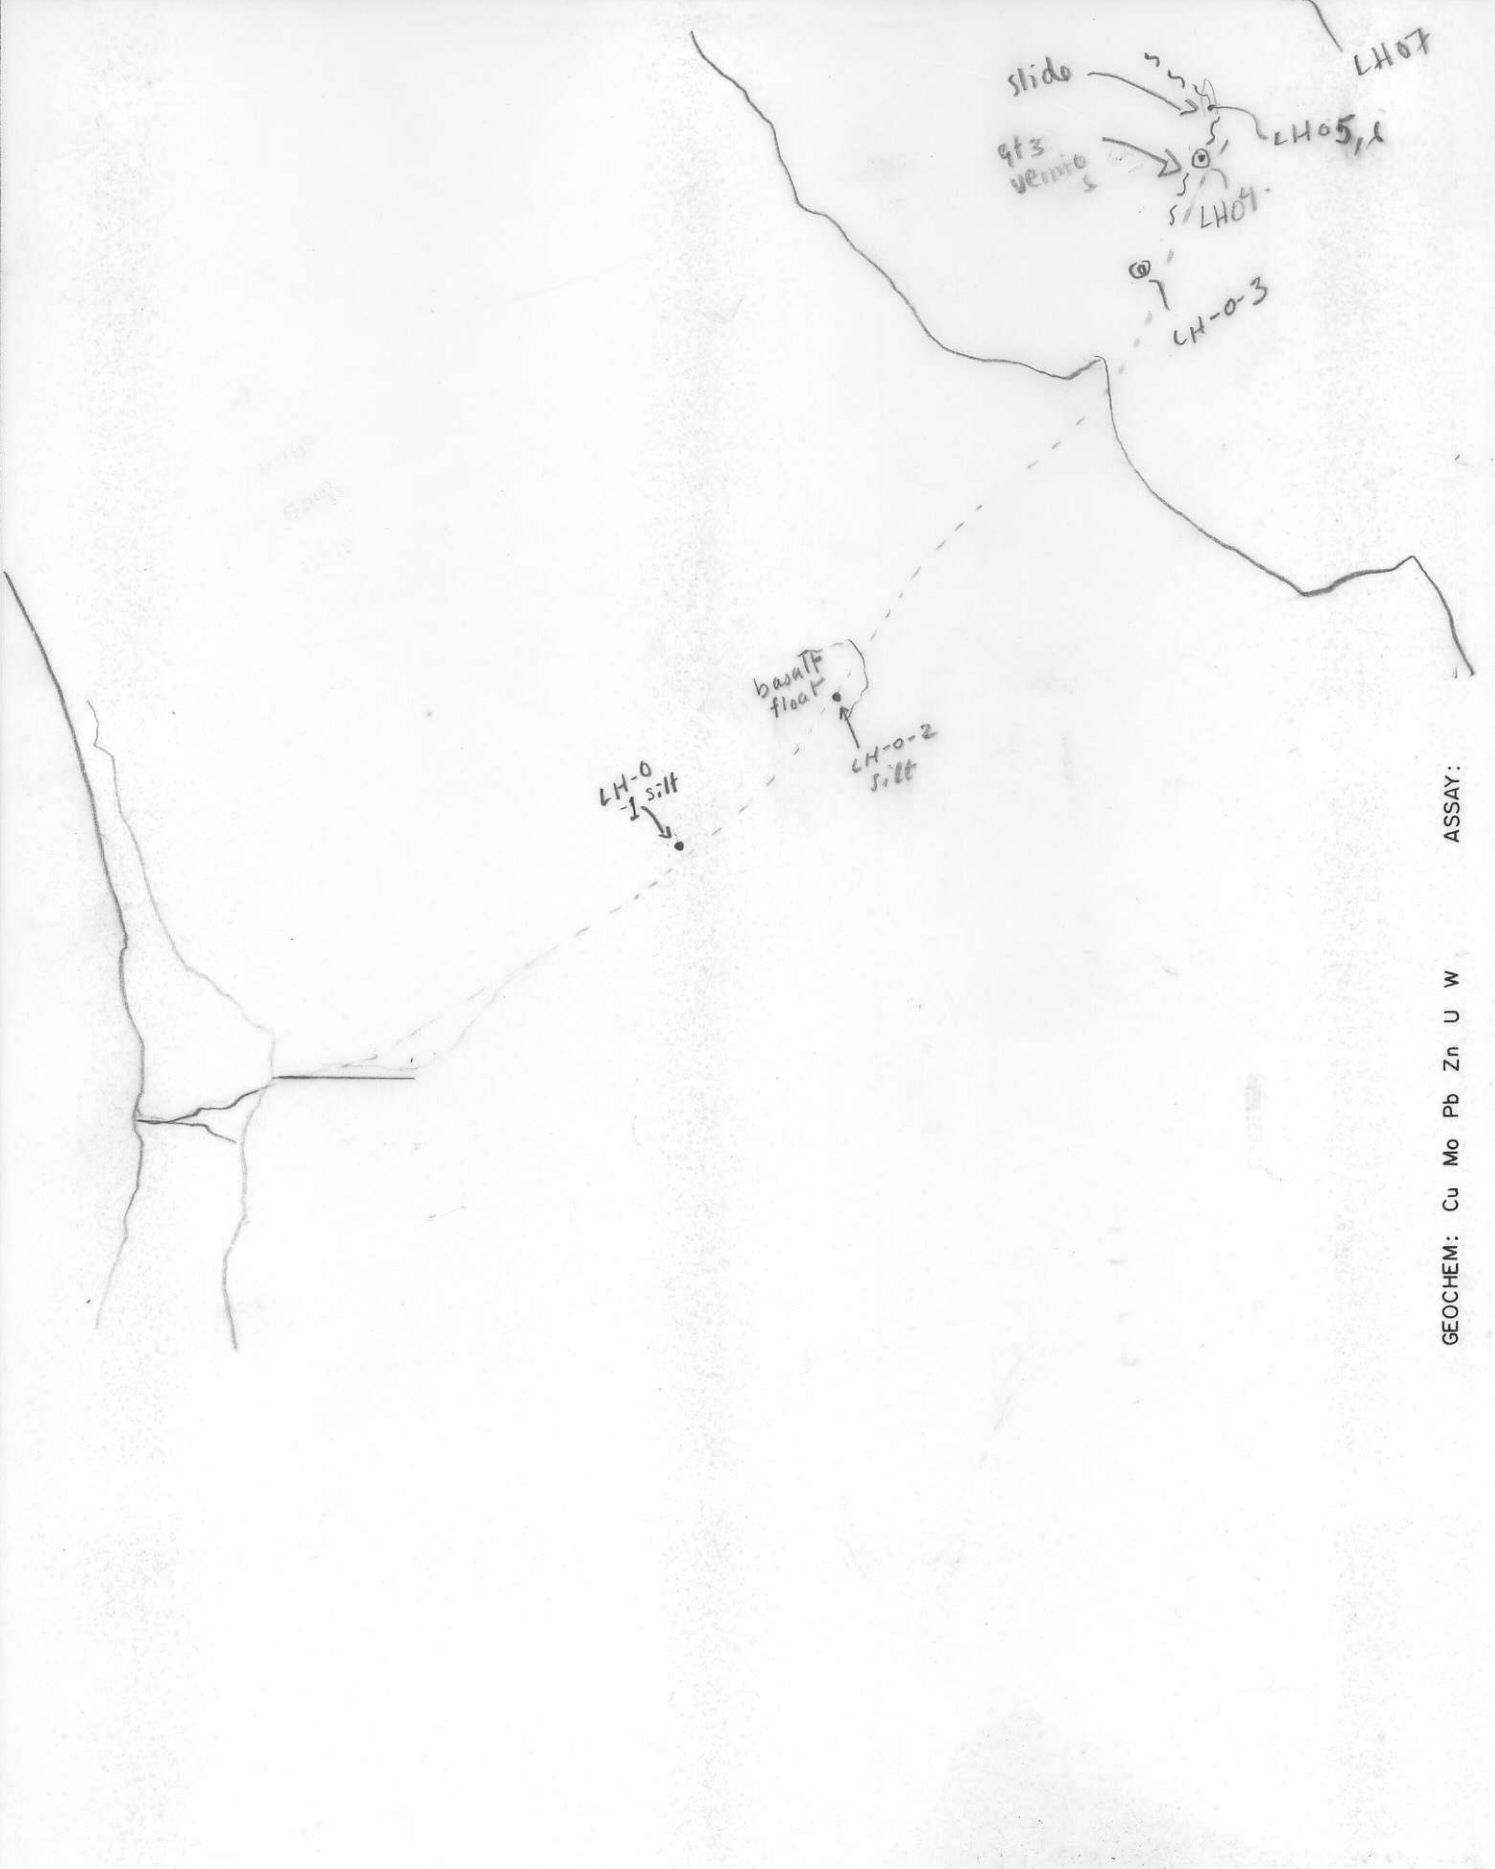 LH07
slide
LH05,6
qtz
LH04
LH-0-3
basalt
float
LH-0-2
silt
LH-0
-1 silt
ASSAY:
GEOCHEM: Cu Mo Pb Zn U W